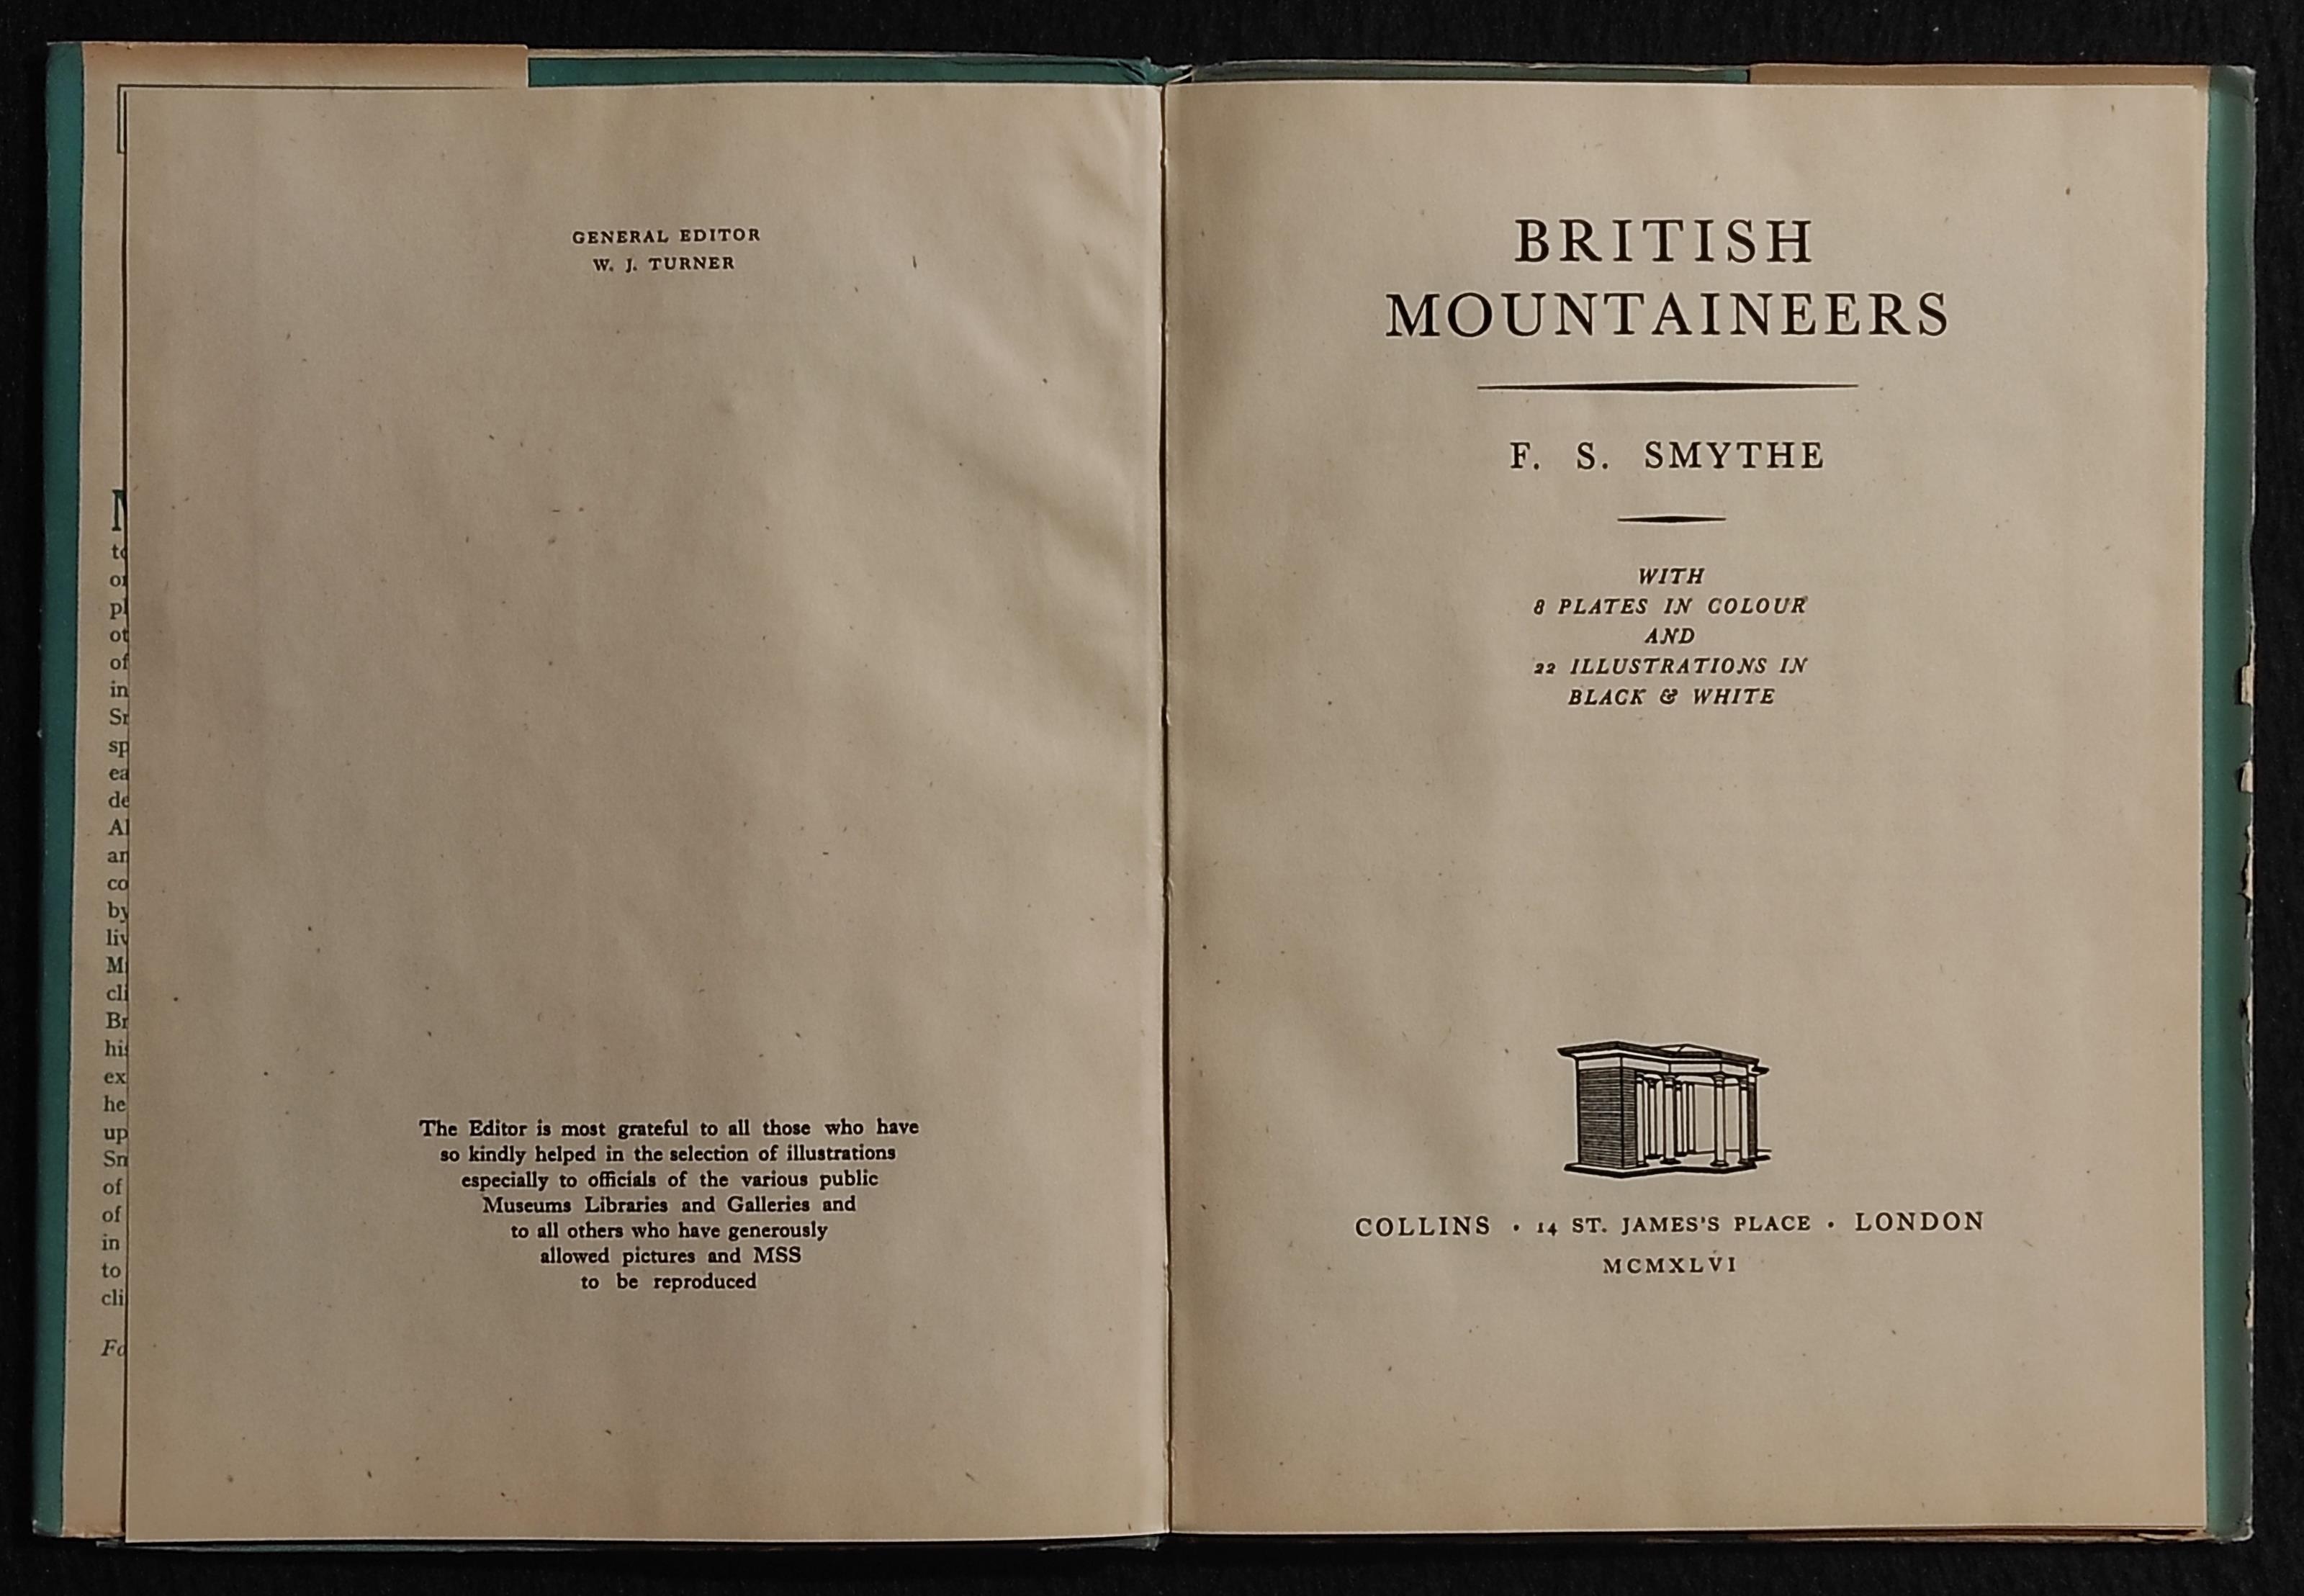 GENERAL EDITOR
W. J. TURNER
The Editor is most grateful to all those who have
so kindly helped in the selection of illustrations
especially to officials of the various public
Museums Libraries and Galleries and
to all others who have generously
allowed pictures and MSS
to be reproduced
BRITISH
MOUNTAINEERS
F. S. SMYTHE
WITH
8 PLATES IN COLOUR
AND
22 ILLUSTRATIONS IN
BLACK & WHITE
COLLINS · 14 ST. JAMES'S PLACE · LONDON
MCMXLVI